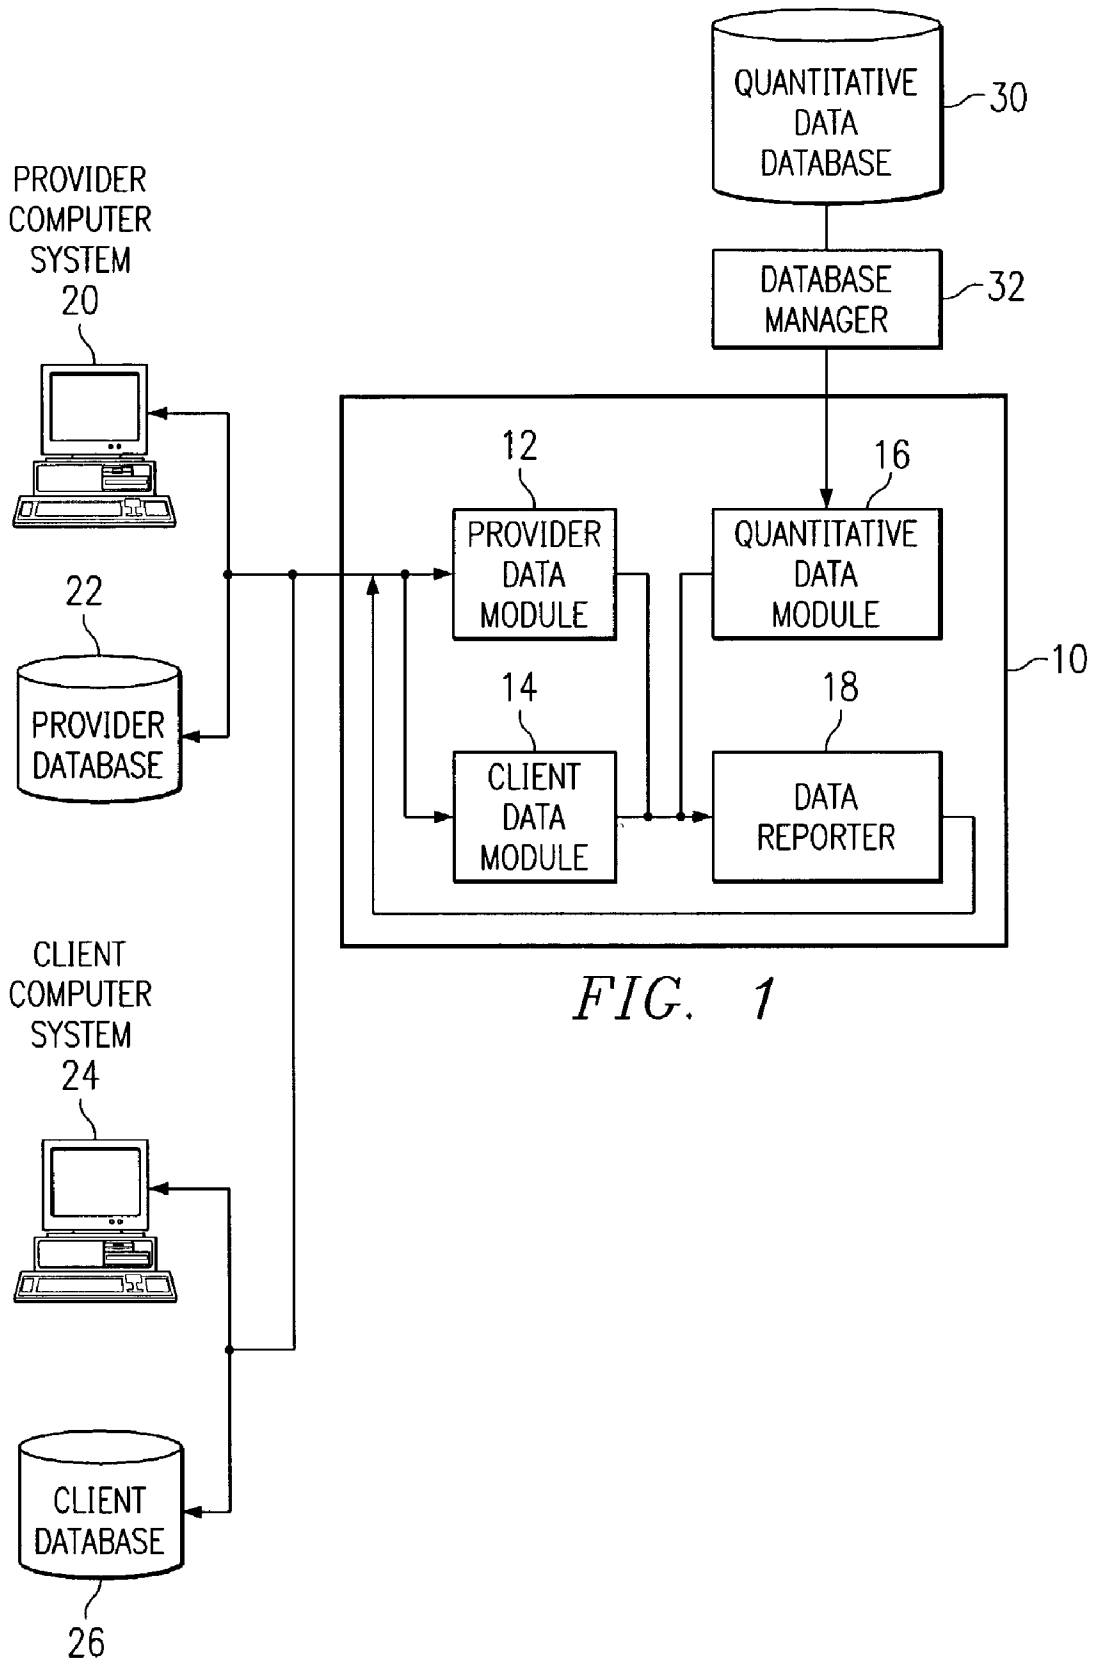 QUANTITATIVE
DATA
DATABASE
30
DATABASE
MANAGER
32
PROVIDER
COMPUTER
SYSTEM
20
22
PROVIDER
DATABASE
12
PROVIDER
DATA
MODULE
16
QUANTITATIVE
DATA
MODULE
10
14
CLIENT
DATA
MODULE
18
DATA
REPORTER
FIG. 1
CLIENT
COMPUTER
SYSTEM
24
CLIENT
DATABASE
26